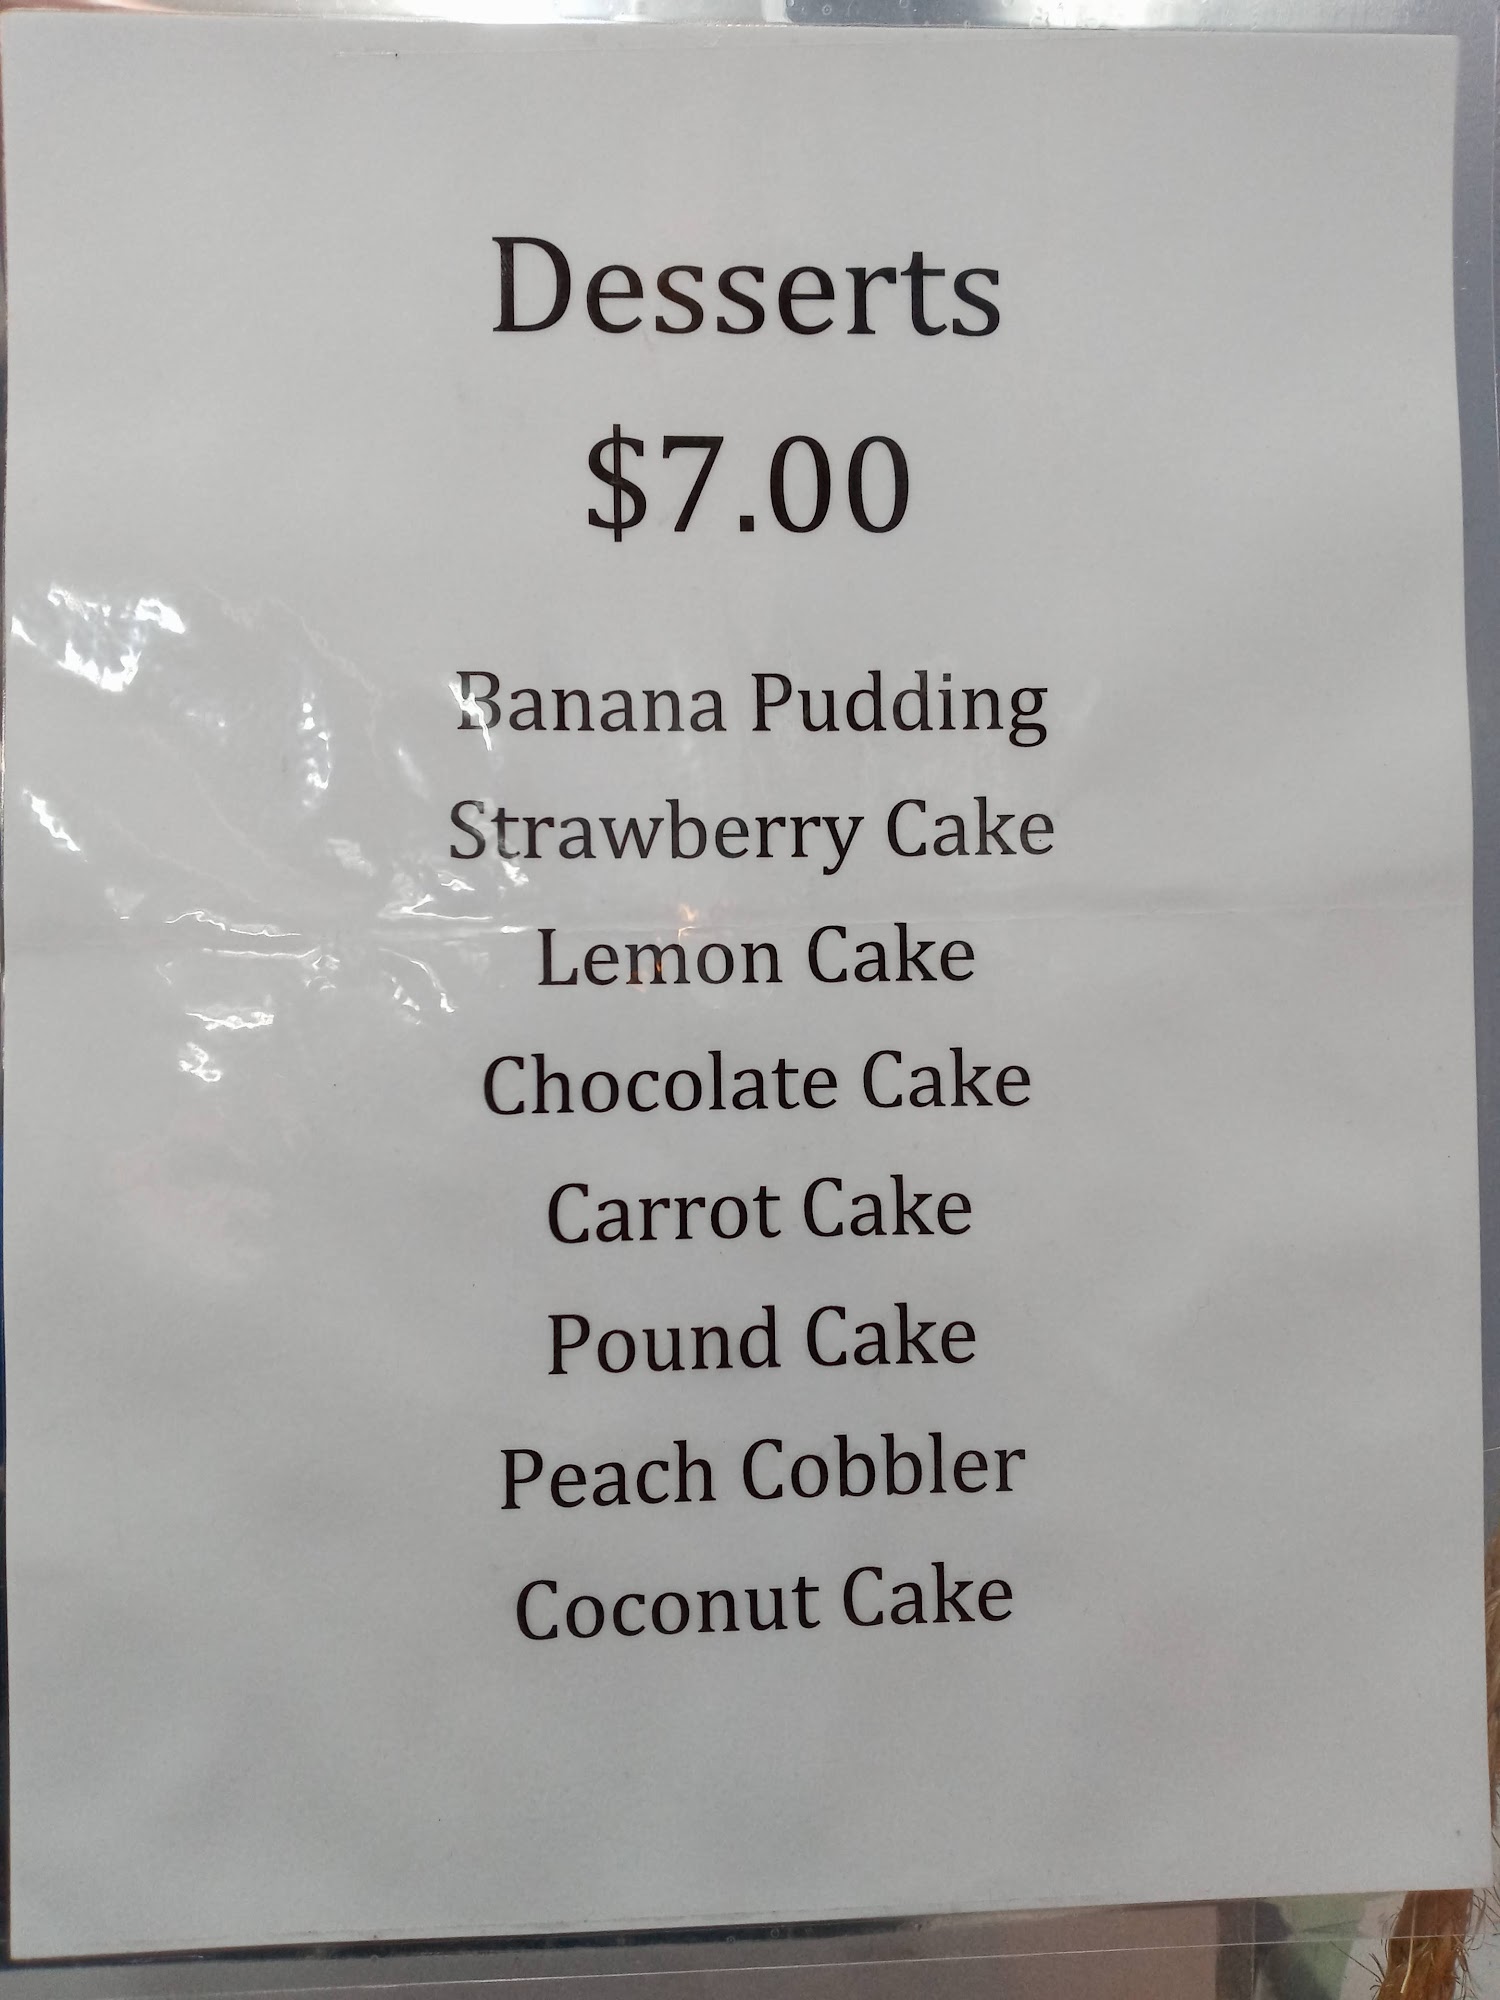 Desserts
$7.00
Banana Pudding
Strawberry Cake
Lemon Cake
Chocolate Cake
Carrot Cake
Pound Cake
Peach Cobbler
Coconut Cake